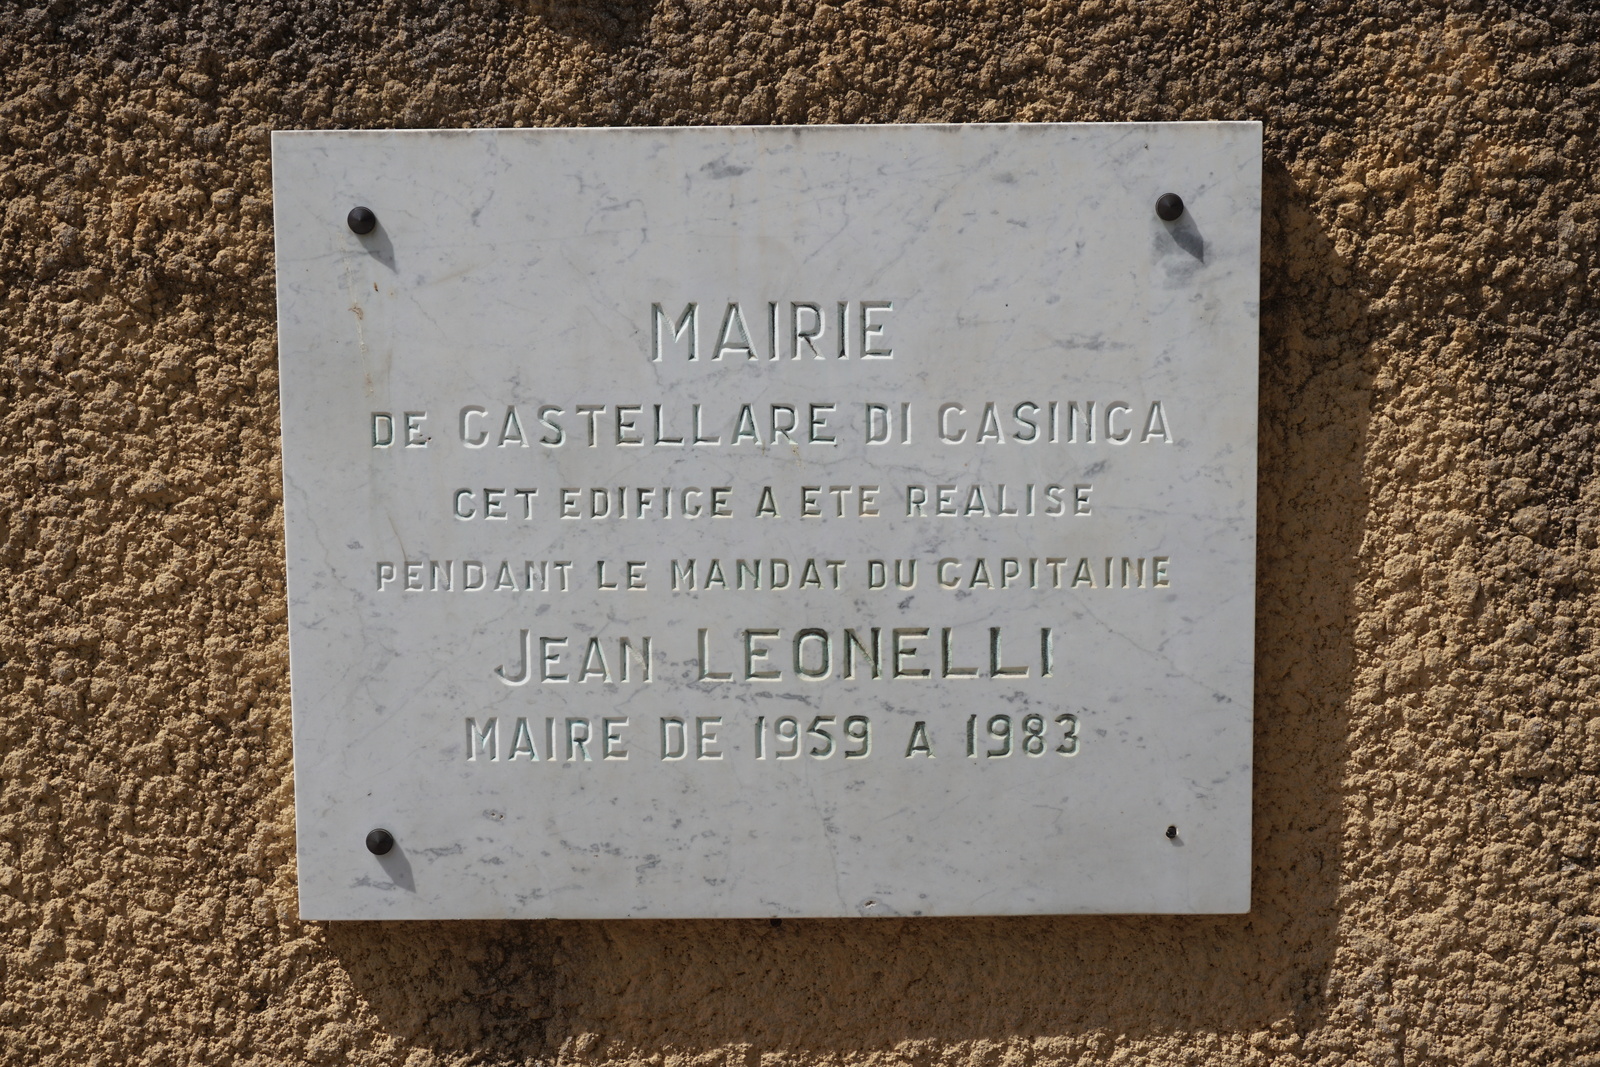 MAIRIE
DE CASTELLARE DI CASINCA
CET EDIFICE A ETE REALISE
PENDANT LE MANDAT DU CAPITAINE
JEAN LEONELLI
MAIRE DE 1959 A 1983